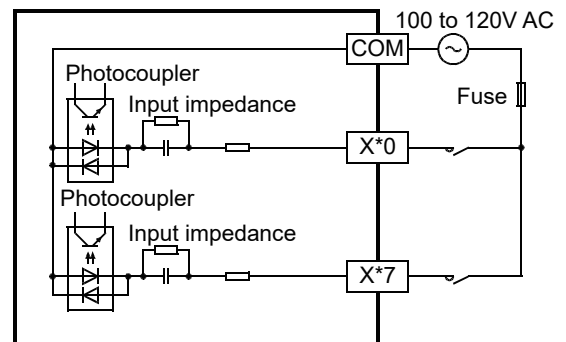 100 to 120V AC
COM
Photocoupler
Fuse
Input impedance
X*0
Photocoupler
Input impedance
X*7